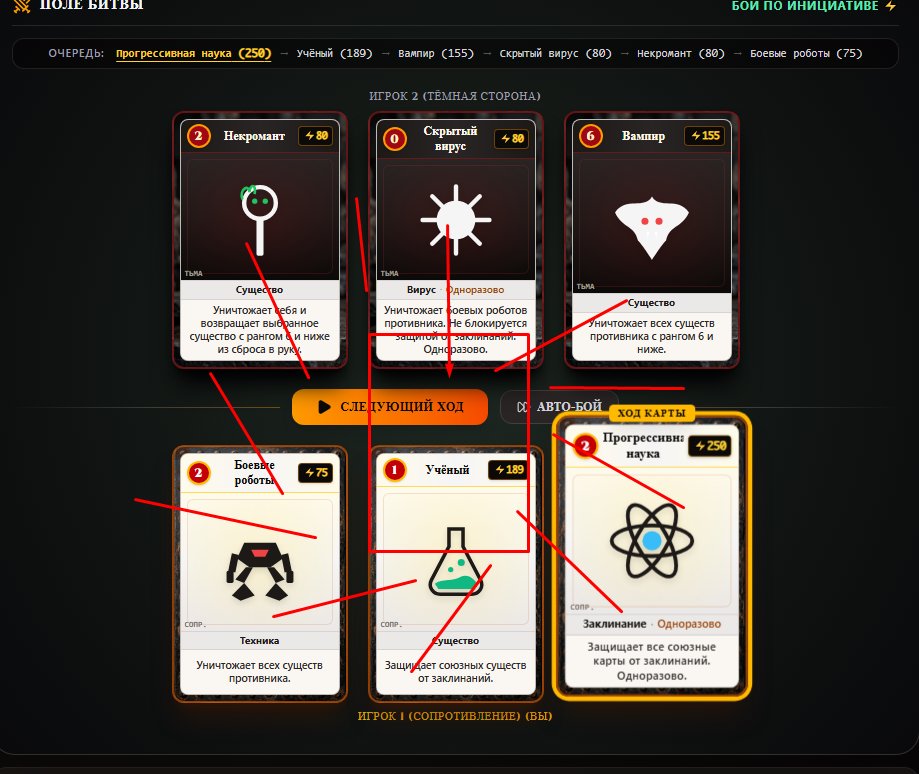 ПОЛЕ БИТВЫ
БОЙ ПО ИНИЦИАТИВЕ
ОЧЕРЕДЬ: Прогрессивная наука (250) → Учёный (189) → Вампир (155) → Скрытый вирус (80) → Некромант (80) → Боевые роботы (75)
ИГРОК 2 (ТЁМНАЯ СТОРОНА)
2 Некромант 80
ТЬМА
Существо
Уничтожает себя и
возвращает выбранное
существо с рангом 6 и ниже
из сброса в руку.
0 Скрытый
вирус 80
ТЬМА
Вирус · Одноразово
Уничтожает боевых роботов
противника. Не блокируется
защитой от заклинаний.
Одноразово.
6 Вампир 155
ТЬМА
Существо
Уничтожает всех существ
противника с рангом 6 и
ниже.
СЛЕДУЮЩИЙ ХОД
АВТО-БОЙ
2 Боевые
роботы 75
СОПР.
Техника
Уничтожает всех существ
противника.
1 Учёный 189
СОПР.
Существо
Защищает союзных существ
от заклинаний.
ХОД КАРТЫ
2 Прогрессивна
наука 250
СОПР.
Заклинание · Одноразово
Защищает все союзные
карты от заклинаний.
Одноразово.
ИГРОК 1 (СОПРОТИВЛЕНИЕ) (ВЫ)